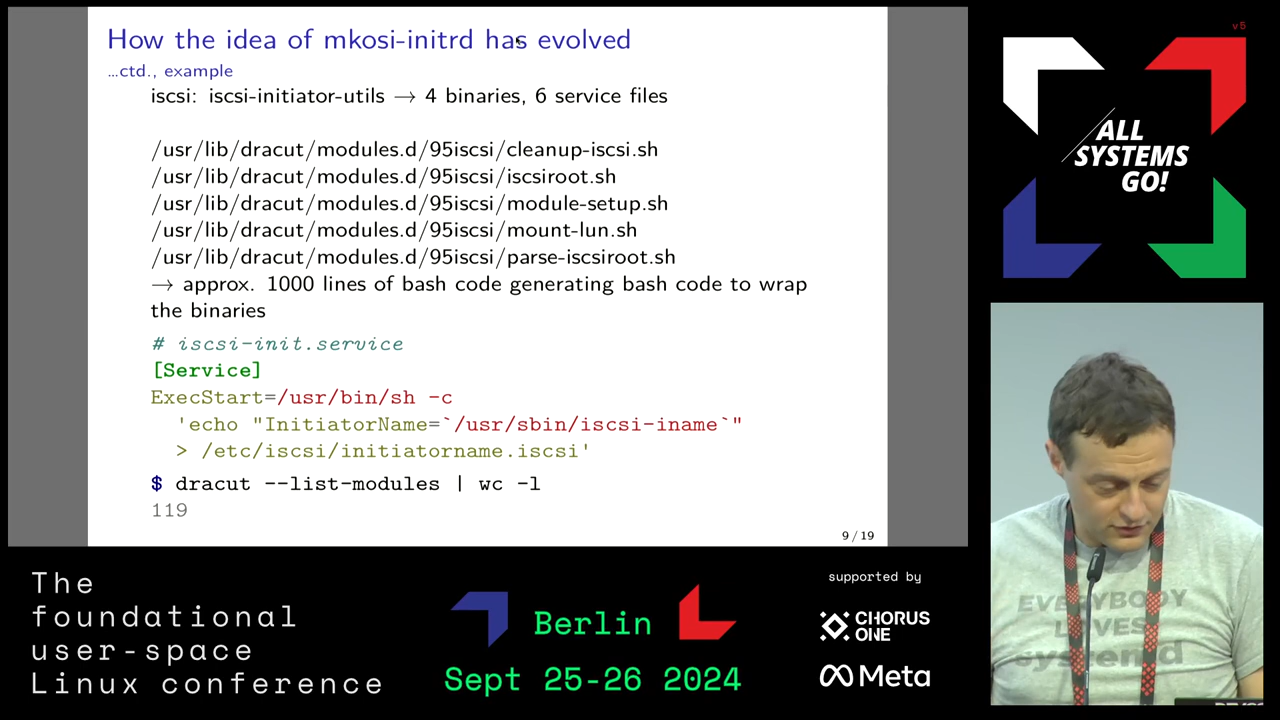 How the idea of mkosi-initrd has evolved
...ctd., example
iscsi: iscsi-initiator-utils → 4 binaries, 6 service files
/usr/lib/dracut/modules.d/95iscsi/cleanup-iscsi.sh
/usr/lib/dracut/modules.d/95iscsi/iscsiroot.sh
/usr/lib/dracut/modules.d/95iscsi/module-setup.sh
/usr/lib/dracut/modules.d/95iscsi/mount-lun.sh
/usr/lib/dracut/modules.d/95iscsi/parse-iscsiroot.sh
→ approx. 1000 lines of bash code generating bash code to wrap
the binaries
# iscsi-init.service
[Service]
ExecStart=/usr/bin/sh -c
'echo "InitiatorName=`/usr/sbin/iscsi-iname`"
> /etc/iscsi/initiatorname.iscsi'
$ dracut --list-modules | wc -l
119
9 / 19
v5
ALL
SYSTEMS
GO!
EVERYBODY
LOVES
systemd
The
foundational
user-space
Linux conference
Berlin
Sept 25-26 2024
supported by
CHORUS
ONE
Meta